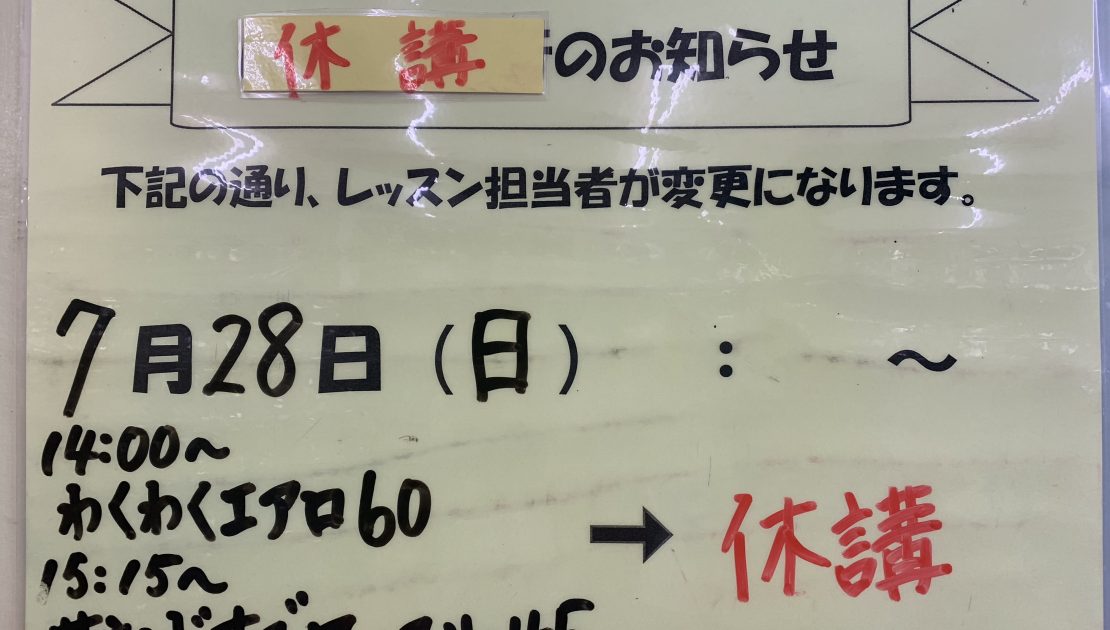 休講のお知らせ
下記の通り、レッスン担当者が変更になります。
7月28日(日) : ～
14:00～
わくわくエアロ60
→ 休講
15:15～